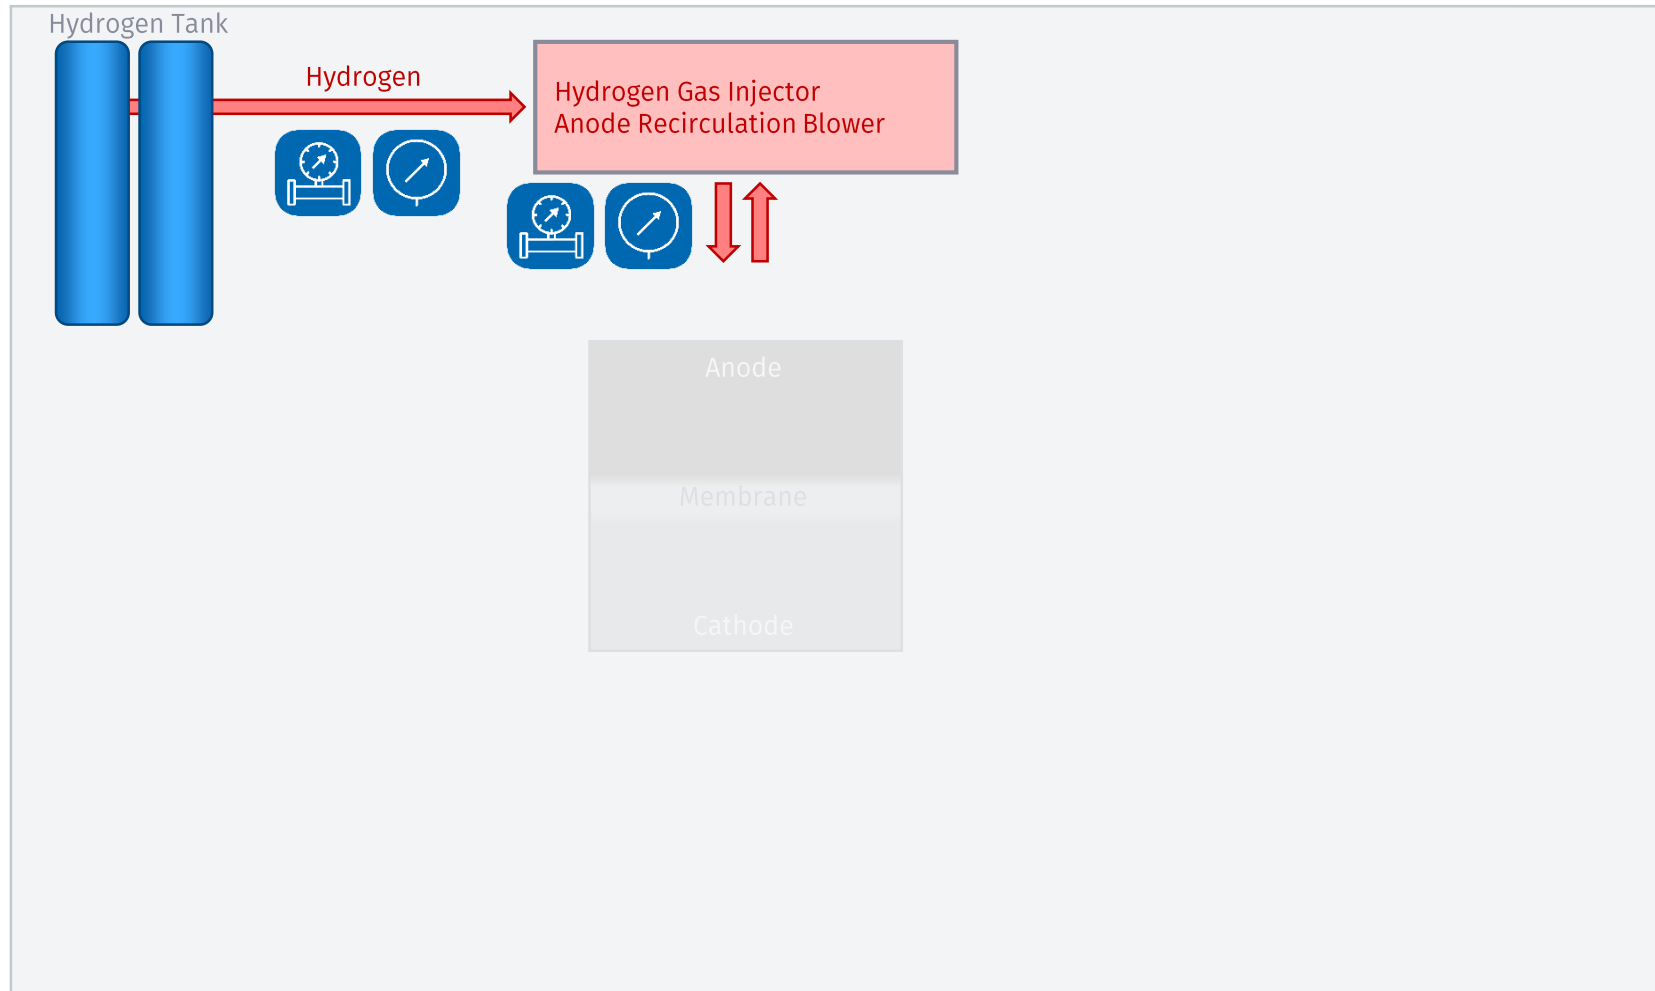 Hydrogen Tank
Hydrogen
Hydrogen Gas Injector
Anode Recirculation Blower
Anode
Membrane
Cathode